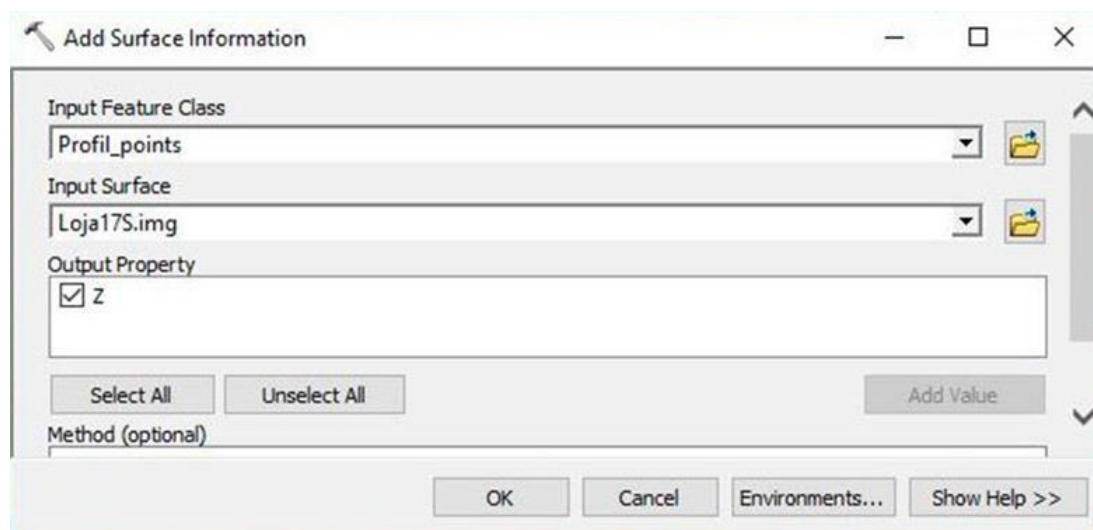 Add Surface Information
Input Feature Class
Profil_points
Input Surface
Loja17S.img
Output Property
Z
Select All Unselect All Add Value
Method (optional)
OK Cancel Environments... Show Help >>